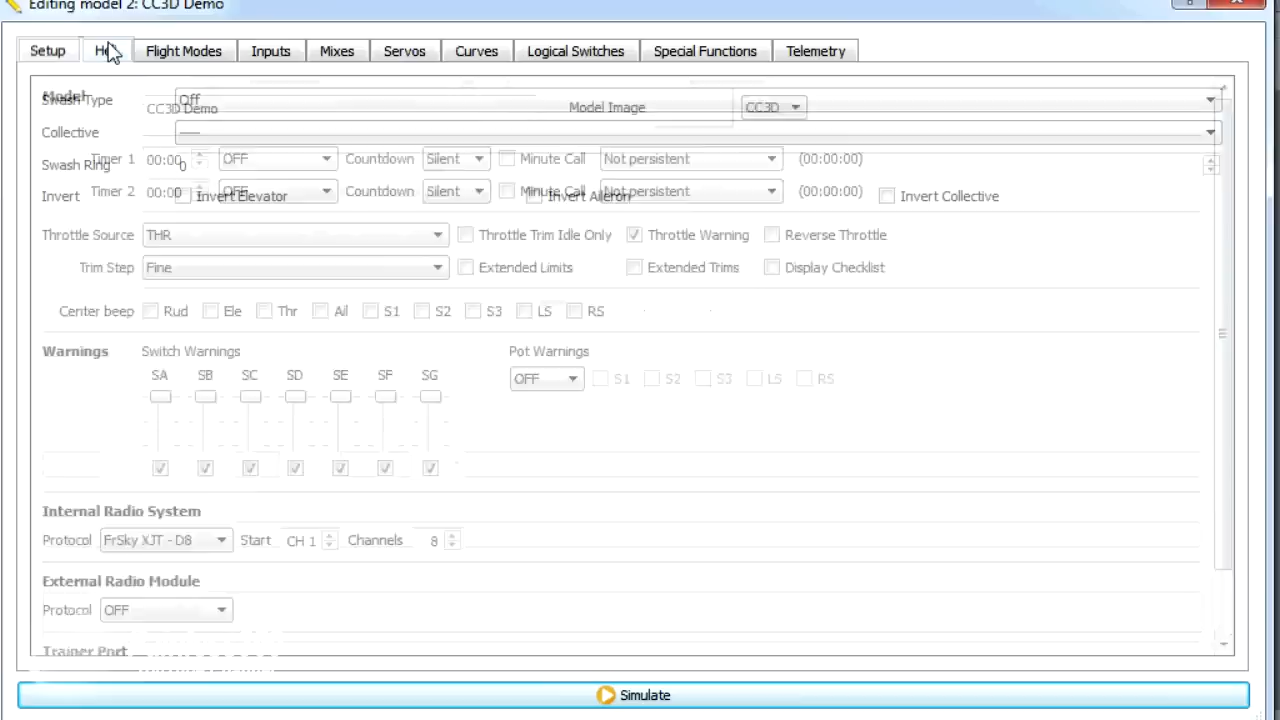 Editing model 2: CC3D Demo
Setup Flight Modes Inputs Mixes Servos Curves Logical Switches Special Functions Telemetry
Model
Swash Type Off
CC3D Demo Model Image CC3D
Collective ----
Timer 1 00:00 OFF Countdown Silent Minute Call Not persistent (00:00:00)
Swash Ring 0
Timer 2 00:00 OFF Countdown Silent Minute Call Not persistent (00:00:00)
Invert Invert Elevator Invert Aileron Invert Collective
Throttle Source THR Throttle Trim Idle Only Throttle Warning Reverse Throttle
Trim Step Fine Extended Limits Extended Trims Display Checklist
Center beep Rud Ele Thr Ail S1 S2 S3 LS RS
Warnings Switch Warnings Pot Warnings
SA SB SC SD SE SF SG
OFF S1 S2 S3 LS RS
Internal Radio System
Protocol FrSky XJT - D8 Start CH 1 Channels 8
External Radio Module
Protocol OFF
Trainer Port
Simulate